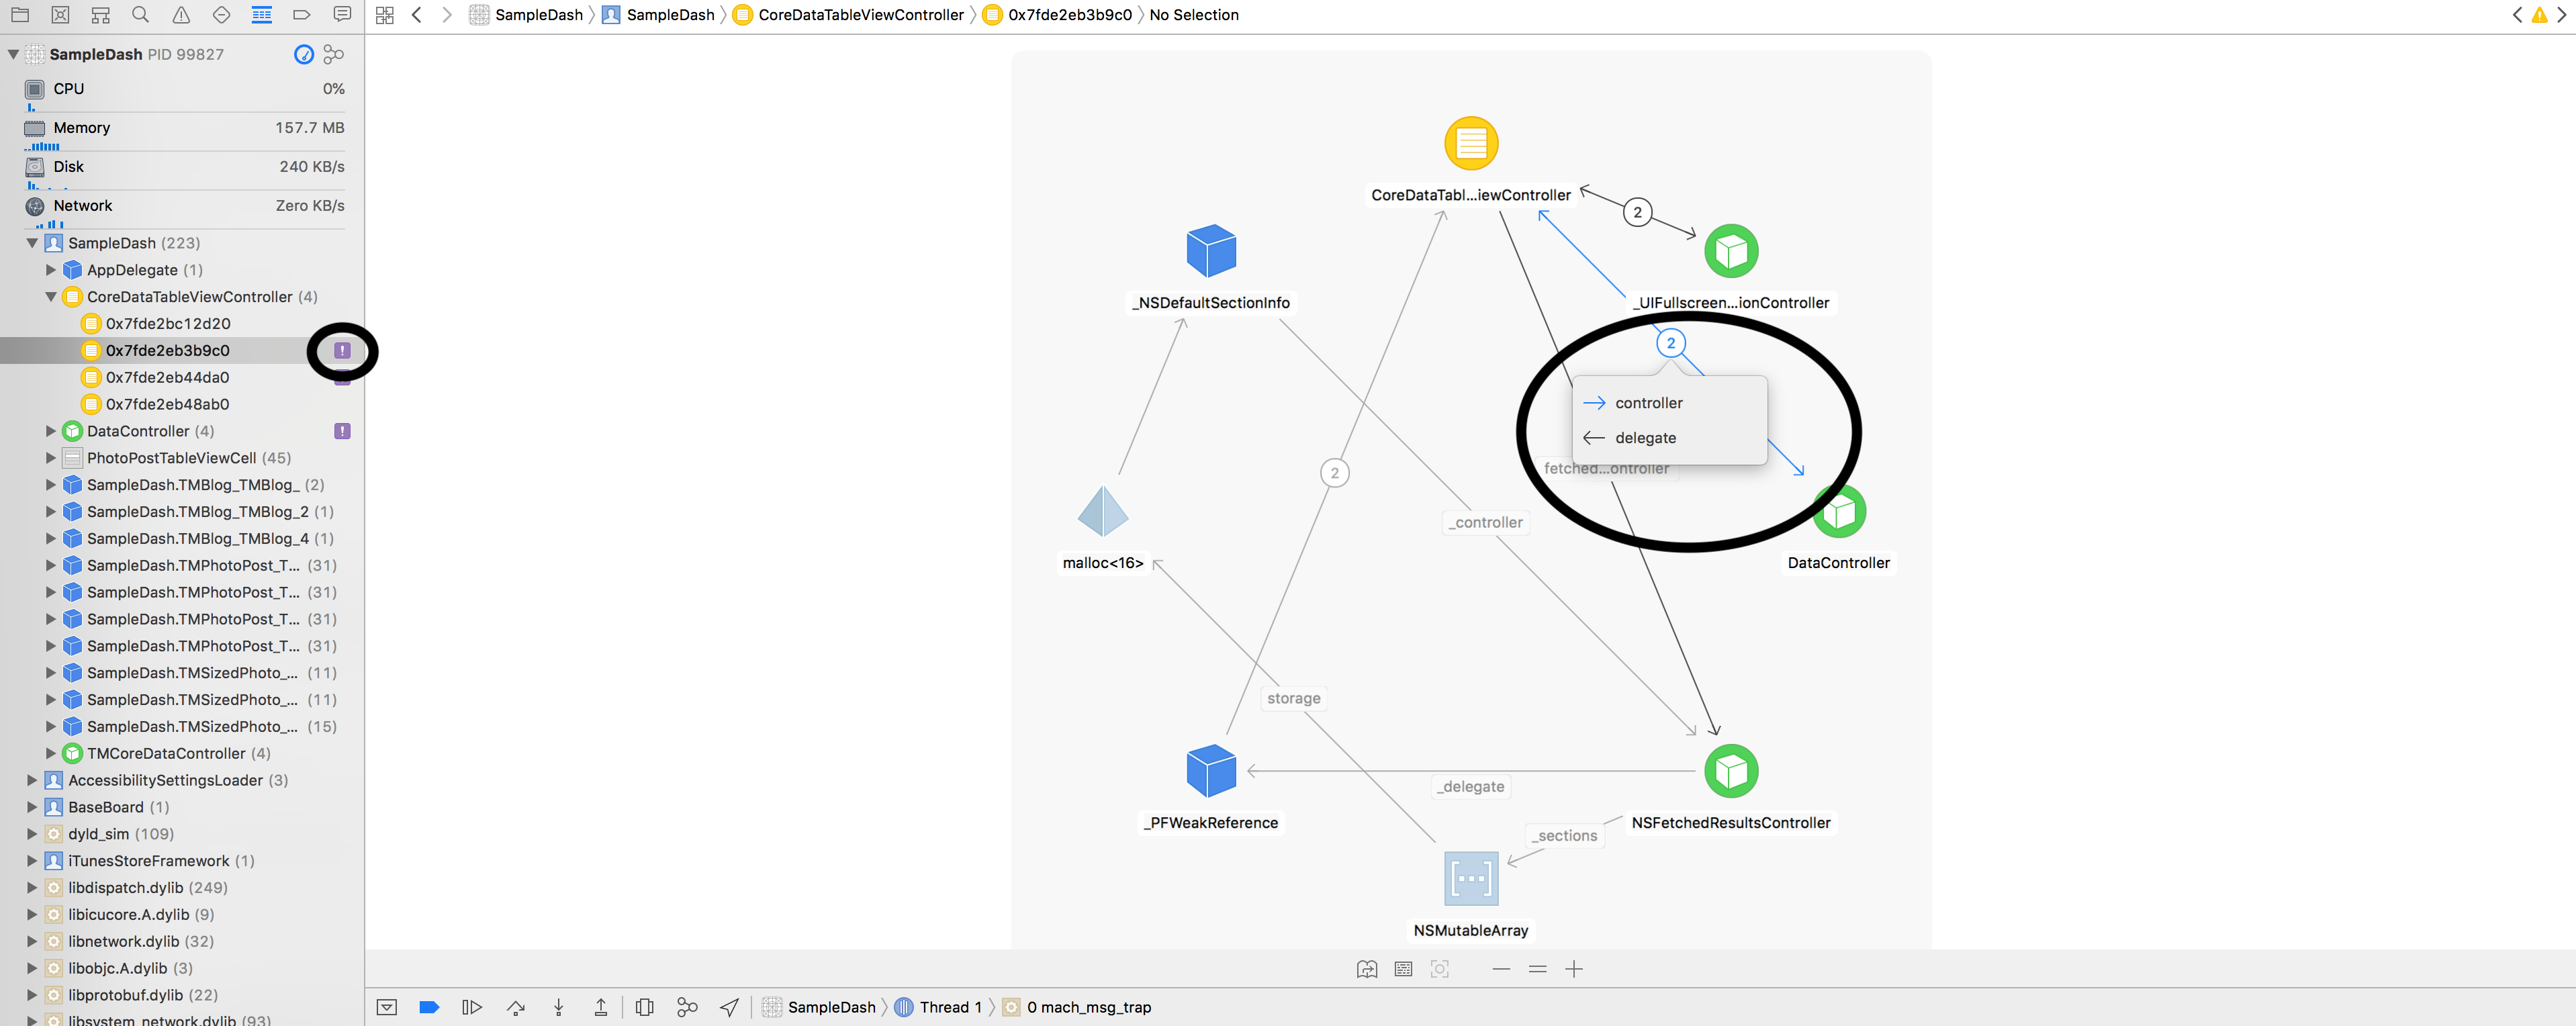 SampleDash
SampleDash
CoreDataTableViewController
0x7fde2eb3b9c0
No Selection
SampleDash PID 99827
CPU 0%
Memory 157.7 MB
Disk 240 KB/s
Network Zero KB/s
SampleDash (223)
AppDelegate (1)
CoreDataTableViewController (4)
0x7fde2bc12d20
0x7fde2eb3b9c0
0x7fde2eb44da0
0x7fde2eb48ab0
DataController (4)
PhotoPostTableViewCell (45)
SampleDash.TMBlog_TMBlog_ (2)
SampleDash.TMBlog_TMBlog_2 (1)
SampleDash.TMBlog_TMBlog_4 (1)
SampleDash.TMPhotoPost_T... (31)
SampleDash.TMPhotoPost_T... (31)
SampleDash.TMPhotoPost_T... (31)
SampleDash.TMPhotoPost_T... (31)
SampleDash.TMSizedPhoto_... (11)
SampleDash.TMSizedPhoto_... (11)
SampleDash.TMSizedPhoto_... (15)
TMCoreDataController (4)
AccessibilitySettingsLoader (3)
BaseBoard (1)
dyld_sim (109)
iTunesStoreFramework (1)
libdispatch.dylib (249)
libicucore.A.dylib (9)
libnetwork.dylib (32)
libobjc.A.dylib (3)
libprotobuf.dylib (22)
libsystem_network.dylib (93)
CoreDataTabl...iewController
2
_NSDefaultSectionInfo
_UIFullscreen...ionController
2
controller
delegate
fetched...ontroller
2
_controller
malloc<16>
DataController
storage
_delegate
_PFWeakReference
NSFetchedResultsController
_sections
NSMutableArray
SampleDash
Thread 1
0 mach_msg_trap